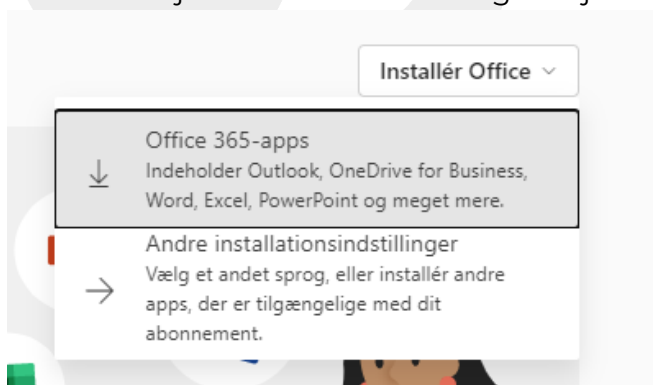 Installér Office
Office 365-apps
Indeholder Outlook, OneDrive for Business,
Word, Excel, PowerPoint og meget mere.
Andre installationsindstillinger
Vælg et andet sprog, eller installér andre
apps, der er tilgængelige med dit
abonnement.